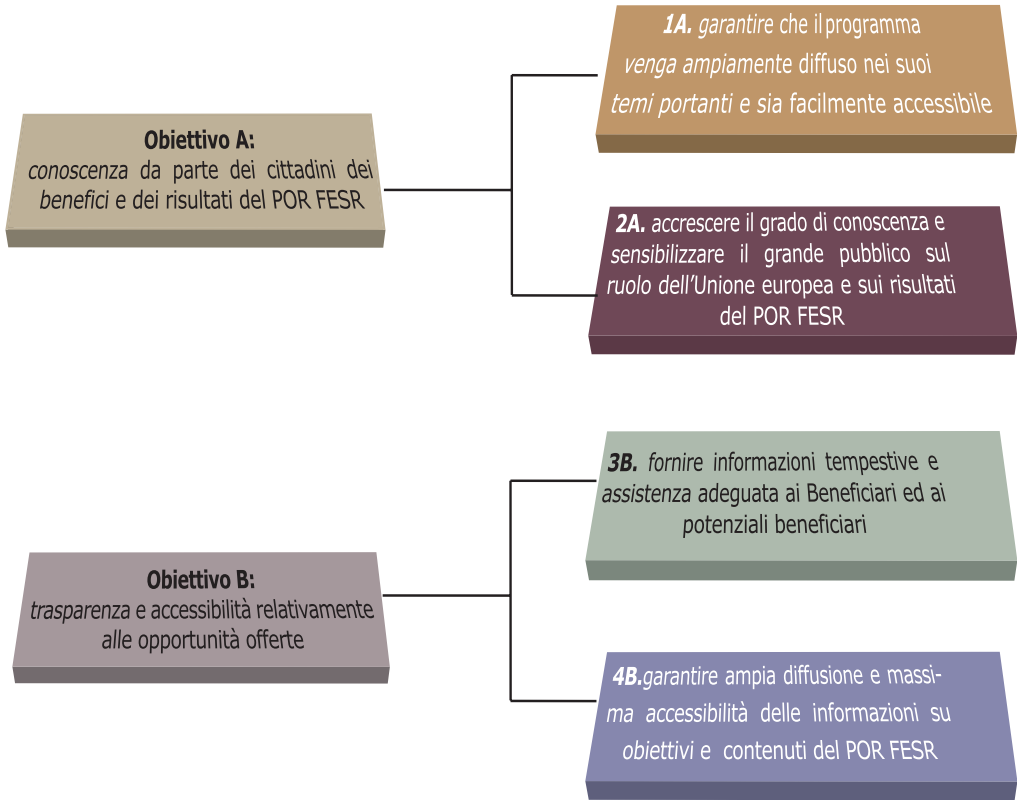 Obiettivo A:
conoscenza da parte dei cittadini dei
benefici e dei risultati del POR FESR
1A. garantire che il programma
venga ampiamente diffuso nei suoi
temi portanti e sia facilmente accessibile
2A. accrescere il grado di conoscenza e
sensibilizzare il grande pubblico sul
ruolo dell’Unione europea e sui risultati
del POR FESR
Obiettivo B:
trasparenza e accessibilità relativamente
alle opportunità offerte
3B. fornire informazioni tempestive e
assistenza adeguata ai Beneficiari ed ai
potenziali beneficiari
4B.garantire ampia diffusione e massi-
ma accessibilità delle informazioni su
obiettivi e contenuti del POR FESR